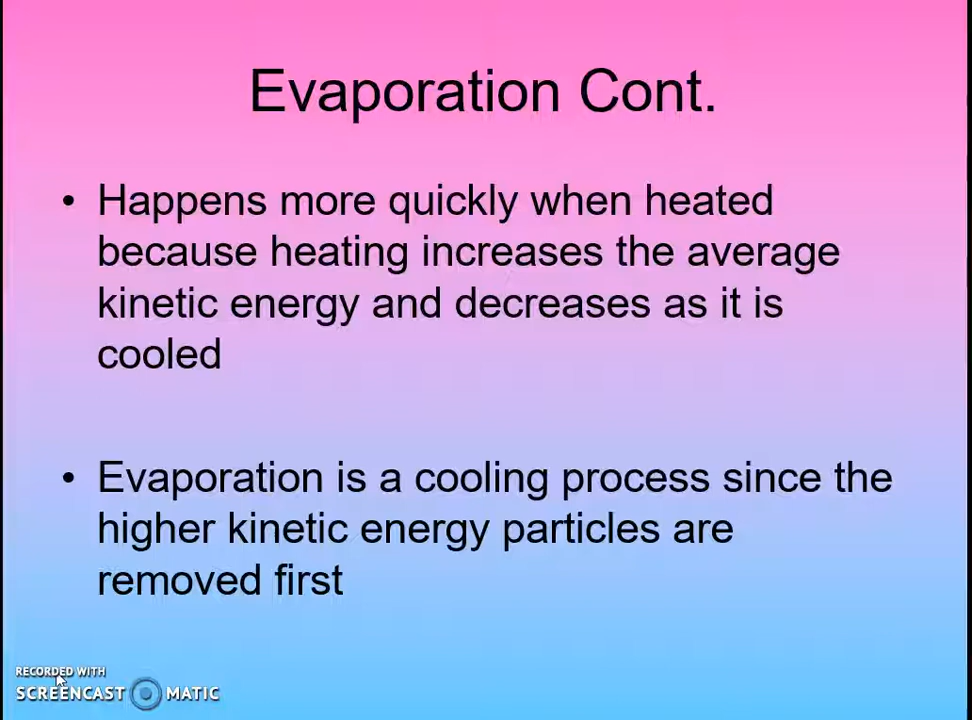 Evaporation Cont.
• Happens more quickly when heated
because heating increases the average
kinetic energy and decreases as it is
cooled
• Evaporation is a cooling process since the
higher kinetic energy particles are
removed first
RECORDED WITH
SCREENCAST MATIC